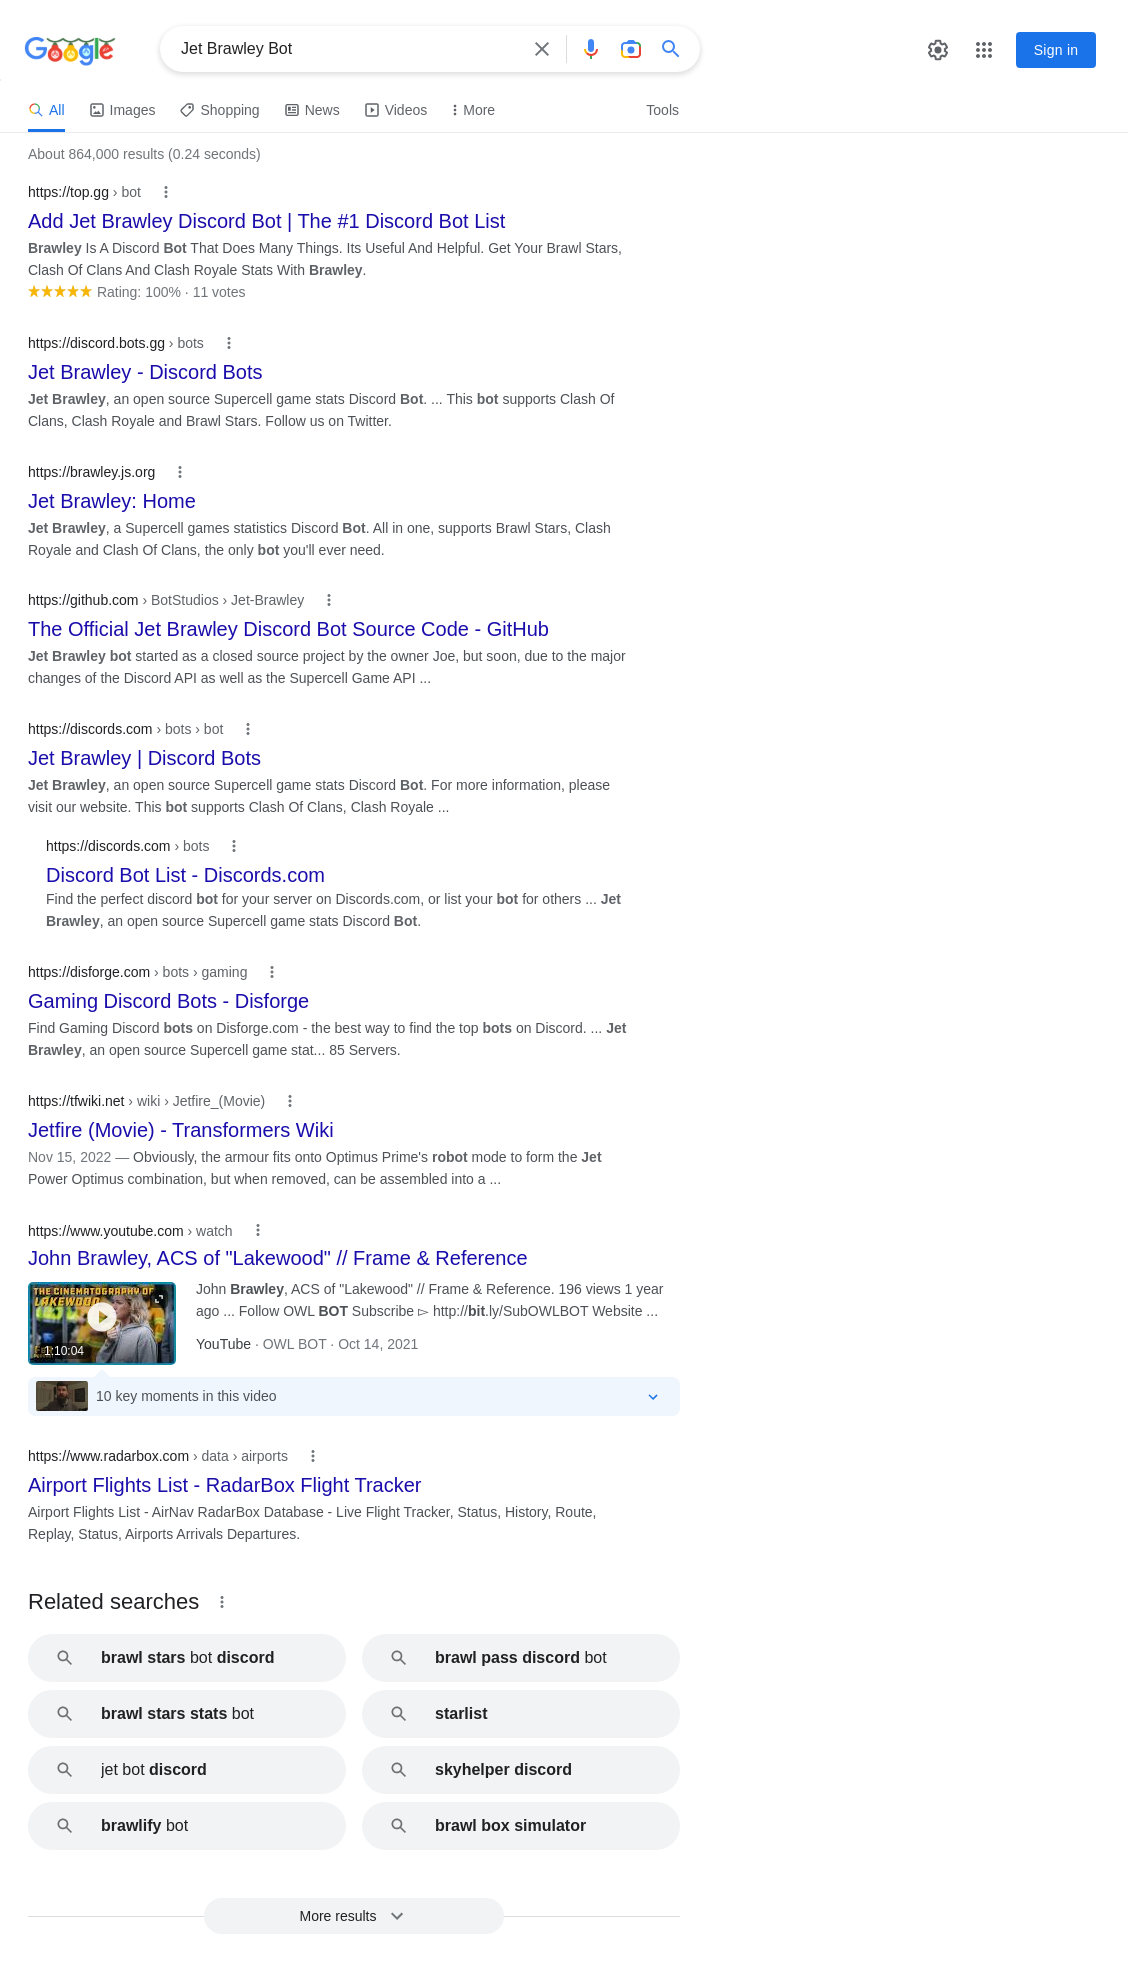 Google
Jet Brawley Bot
Sign in
All Images Shopping News Videos More Tools
About 864,000 results (0.24 seconds)
https://top.gg › bot
Add Jet Brawley Discord Bot | The #1 Discord Bot List
Brawley Is A Discord Bot That Does Many Things. Its Useful And Helpful. Get Your Brawl Stars,
Clash Of Clans And Clash Royale Stats With Brawley.
Rating: 100% · 11 votes
https://discord.bots.gg › bots
Jet Brawley - Discord Bots
Jet Brawley, an open source Supercell game stats Discord Bot. ... This bot supports Clash Of
Clans, Clash Royale and Brawl Stars. Follow us on Twitter.
https://brawley.js.org
Jet Brawley: Home
Jet Brawley, a Supercell games statistics Discord Bot. All in one, supports Brawl Stars, Clash
Royale and Clash Of Clans, the only bot you'll ever need.
https://github.com › BotStudios › Jet-Brawley
The Official Jet Brawley Discord Bot Source Code - GitHub
Jet Brawley bot started as a closed source project by the owner Joe, but soon, due to the major
changes of the Discord API as well as the Supercell Game API ...
https://discords.com › bots › bot
Jet Brawley | Discord Bots
Jet Brawley, an open source Supercell game stats Discord Bot. For more information, please
visit our website. This bot supports Clash Of Clans, Clash Royale ...
https://discords.com › bots
Discord Bot List - Discords.com
Find the perfect discord bot for your server on Discords.com, or list your bot for others ... Jet
Brawley, an open source Supercell game stats Discord Bot.
https://disforge.com › bots › gaming
Gaming Discord Bots - Disforge
Find Gaming Discord bots on Disforge.com - the best way to find the top bots on Discord. ... Jet
Brawley, an open source Supercell game stat... 85 Servers.
https://tfwiki.net › wiki › Jetfire_(Movie)
Jetfire (Movie) - Transformers Wiki
Nov 15, 2022 — Obviously, the armour fits onto Optimus Prime's robot mode to form the Jet
Power Optimus combination, but when removed, can be assembled into a ...
https://www.youtube.com › watch
John Brawley, ACS of "Lakewood" // Frame & Reference
THE CINEMATOGRAPHY OF
LAKEWOOD
1:10:04
John Brawley, ACS of "Lakewood" // Frame & Reference. 196 views 1 year
ago ... Follow OWL BOT Subscribe ▻ http://bit.ly/SubOWLBOT Website ...
YouTube · OWL BOT · Oct 14, 2021
10 key moments in this video
https://www.radarbox.com › data › airports
Airport Flights List - RadarBox Flight Tracker
Airport Flights List - AirNav RadarBox Database - Live Flight Tracker, Status, History, Route,
Replay, Status, Airports Arrivals Departures.
Related searches
brawl stars bot discord
brawl pass discord bot
brawl stars stats bot
starlist
jet bot discord
skyhelper discord
brawlify bot
brawl box simulator
More results